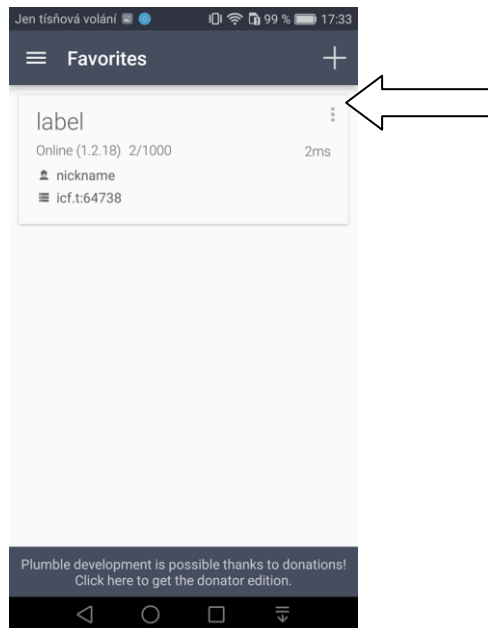 Jen tísňová volání 99 % 17:33
Favorites
label
Online (1.2.18) 2/1000 2ms
nickname
icf.t:64738
Plumble development is possible thanks to donations!
Click here to get the donator edition.